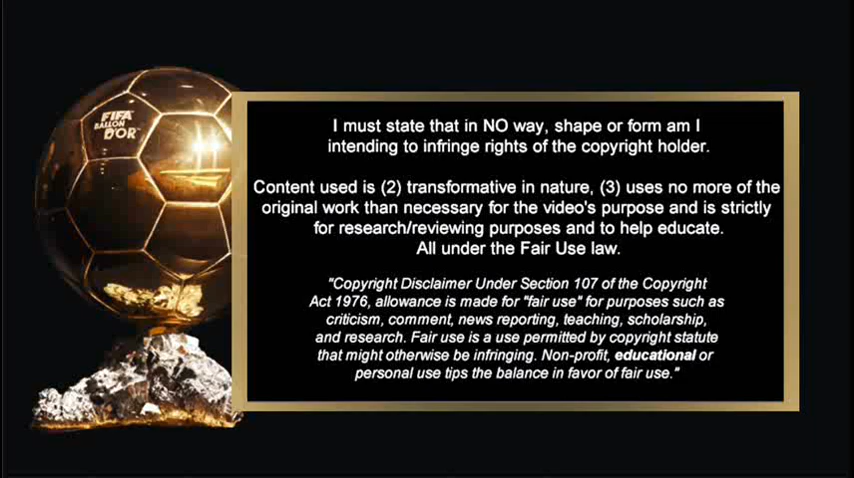 FIFA
BALLON
D'OR
I must state that in NO way, shape or form am I
intending to infringe rights of the copyright holder.
Content used is (2) transformative in nature, (3) uses no more of the
original work than necessary for the video's purpose and is strictly
for research/reviewing purposes and to help educate.
All under the Fair Use law.
"Copyright Disclaimer Under Section 107 of the Copyright
Act 1976, allowance is made for "fair use" for purposes such as
criticism, comment, news reporting, teaching, scholarship,
and research. Fair use is a use permitted by copyright statute
that might otherwise be infringing. Non-profit, educational or
personal use tips the balance in favor of fair use."